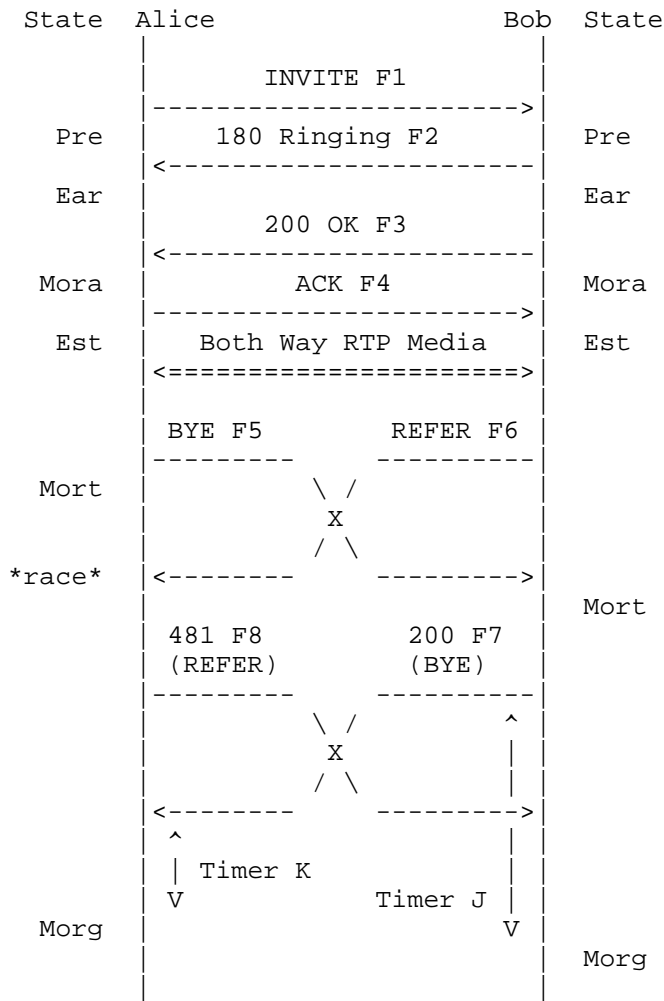 State Alice Bob State
INVITE F1
Pre 180 Ringing F2 Pre
Ear Ear
200 OK F3
Mora ACK F4 Mora
Est Both Way RTP Media Est
BYE F5 REFER F6
Mort
X
*race*
Mort
481 F8 200 F7
(REFER) (BYE)
X
Timer K
V Timer J
Morg V
Morg